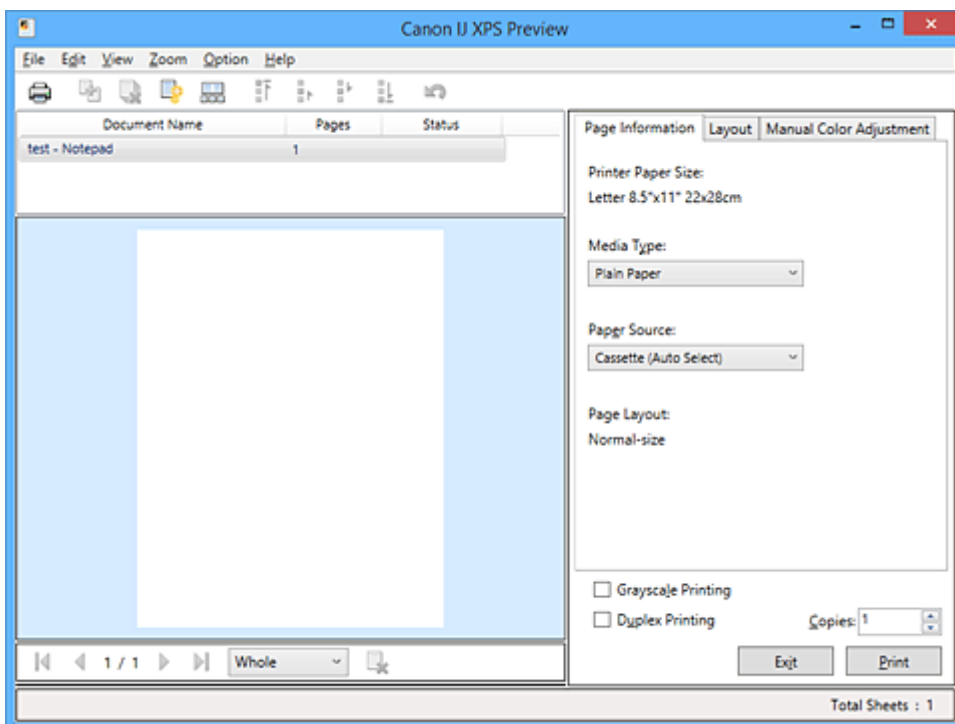 Canon IJ XPS Preview
File Edit View Zoom Option Help
Document Name Pages Status
test - Notepad 1
Page Information Layout Manual Color Adjustment
Printer Paper Size:
Letter 8.5"x11" 22x28cm
Media Type:
Plain Paper
Paper Source:
Cassette (Auto Select)
Page Layout:
Normal-size
Grayscale Printing
Duplex Printing Copies: 1
1 / 1 Whole Exit Print
Total Sheets : 1